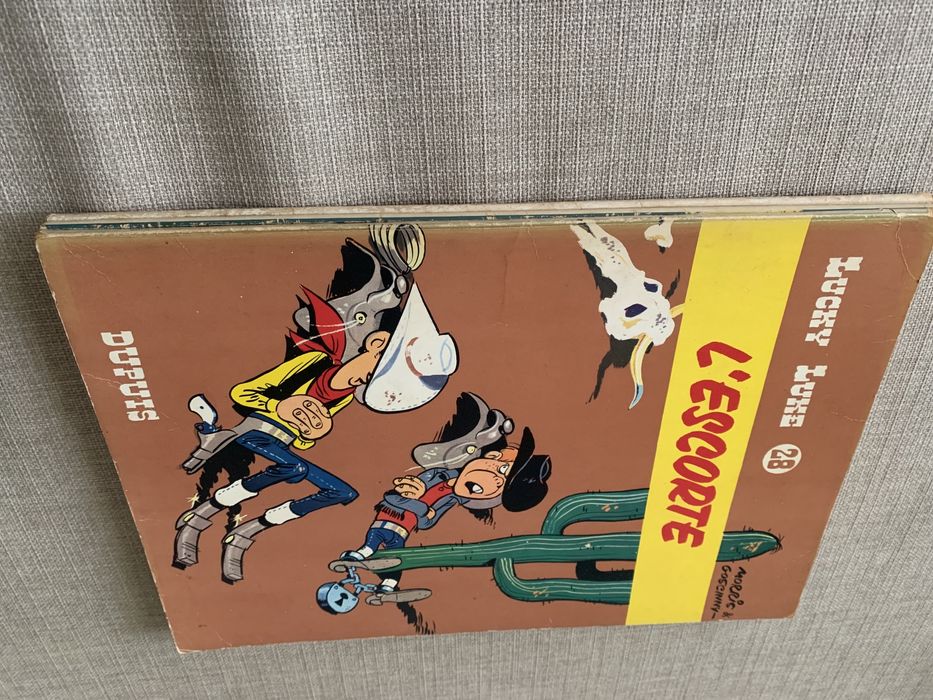 LUCKY LUKE 28
L'ESCORTE
MORRIS &
GOSCINNY
DUPUIS